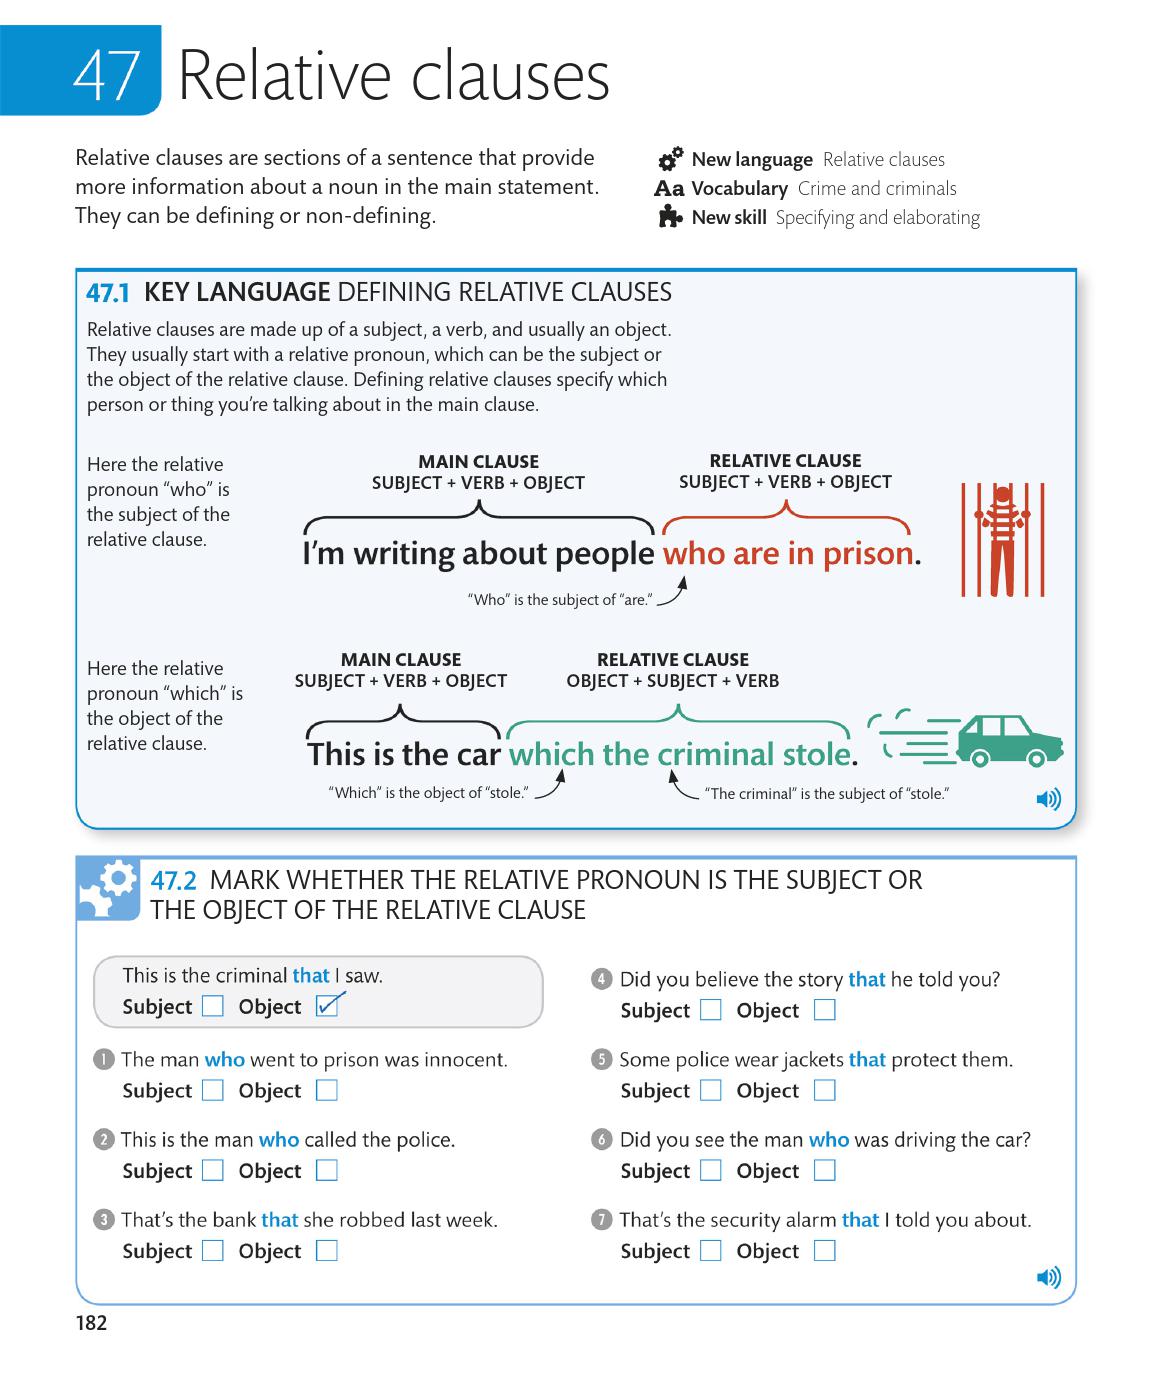 47 Relative clauses
Relative clauses are sections of a sentence that provide
more information about a noun in the main statement.
They can be defining or non-defining.
New language Relative clauses
Aa Vocabulary Crime and criminals
New skill Specifying and elaborating
47.1 KEY LANGUAGE DEFINING RELATIVE CLAUSES
Relative clauses are made up of a subject, a verb, and usually an object.
They usually start with a relative pronoun, which can be the subject or
the object of the relative clause. Defining relative clauses specify which
person or thing you’re talking about in the main clause.
Here the relative
pronoun “who” is
the subject of the
relative clause.
MAIN CLAUSE
SUBJECT + VERB + OBJECT
RELATIVE CLAUSE
SUBJECT + VERB + OBJECT
I’m writing about people who are in prison.
“Who” is the subject of “are.”
Here the relative
pronoun “which” is
the object of the
relative clause.
MAIN CLAUSE
SUBJECT + VERB + OBJECT
RELATIVE CLAUSE
OBJECT + SUBJECT + VERB
This is the car which the criminal stole.
“Which” is the object of “stole.”
“The criminal” is the subject of “stole.”
47.2 MARK WHETHER THE RELATIVE PRONOUN IS THE SUBJECT OR
THE OBJECT OF THE RELATIVE CLAUSE
This is the criminal that I saw.
Subject Object
1 The man who went to prison was innocent.
Subject Object
2 This is the man who called the police.
Subject Object
3 That’s the bank that she robbed last week.
Subject Object
4 Did you believe the story that he told you?
Subject Object
5 Some police wear jackets that protect them.
Subject Object
6 Did you see the man who was driving the car?
Subject Object
7 That’s the security alarm that I told you about.
Subject Object
182